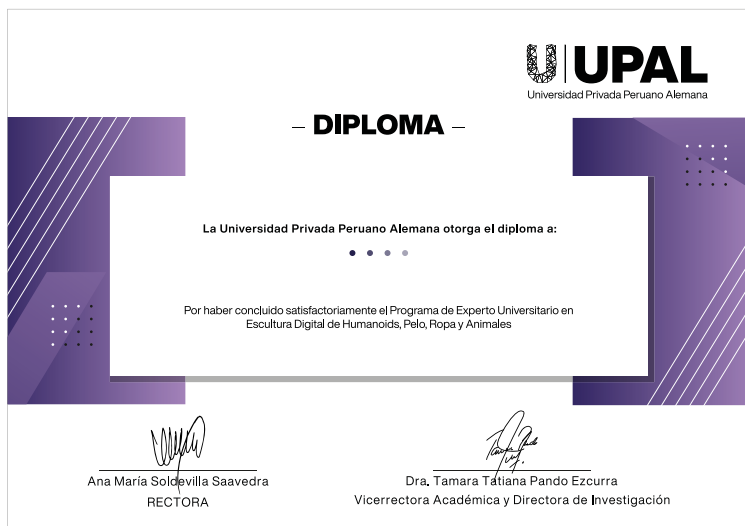 UPAL
Universidad Privada Peruano Alemana
– DIPLOMA –
La Universidad Privada Peruano Alemana otorga el diploma a:
Por haber concluido satisfactoriamente el Programa de Experto Universitario en
Escultura Digital de Humanoids, Pelo, Ropa y Animales
Ana María Soldevilla Saavedra
RECTORA
Dra. Tamara Tatiana Pando Ezcurra
Vicerrectora Académica y Directora de Investigación